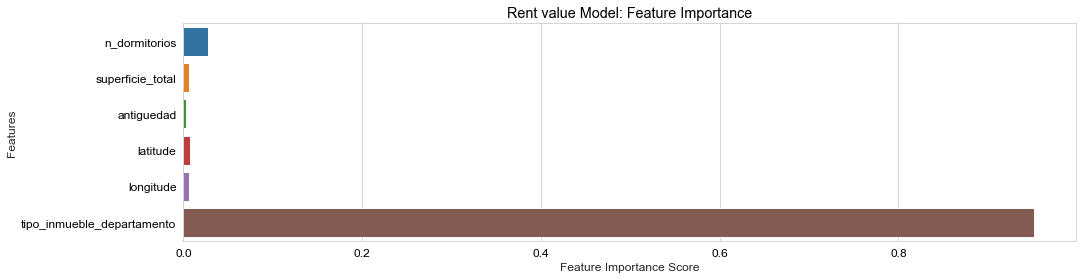 Rent value Model: Feature Importance
Features
n_dormitorios
superficie_total
antiguedad
latitude
longitude
tipo_inmueble_departamento
0.0 0.2 0.4 0.6 0.8
Feature Importance Score